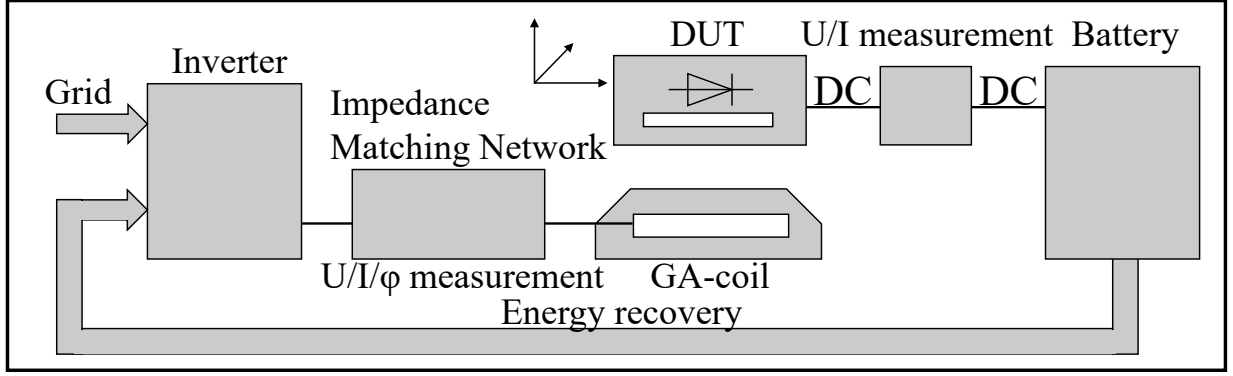 DUT
U/I measurement
Battery
Inverter
Grid
Impedance
Matching Network
DC
DC
U/I/φ measurement
GA-coil
Energy recovery